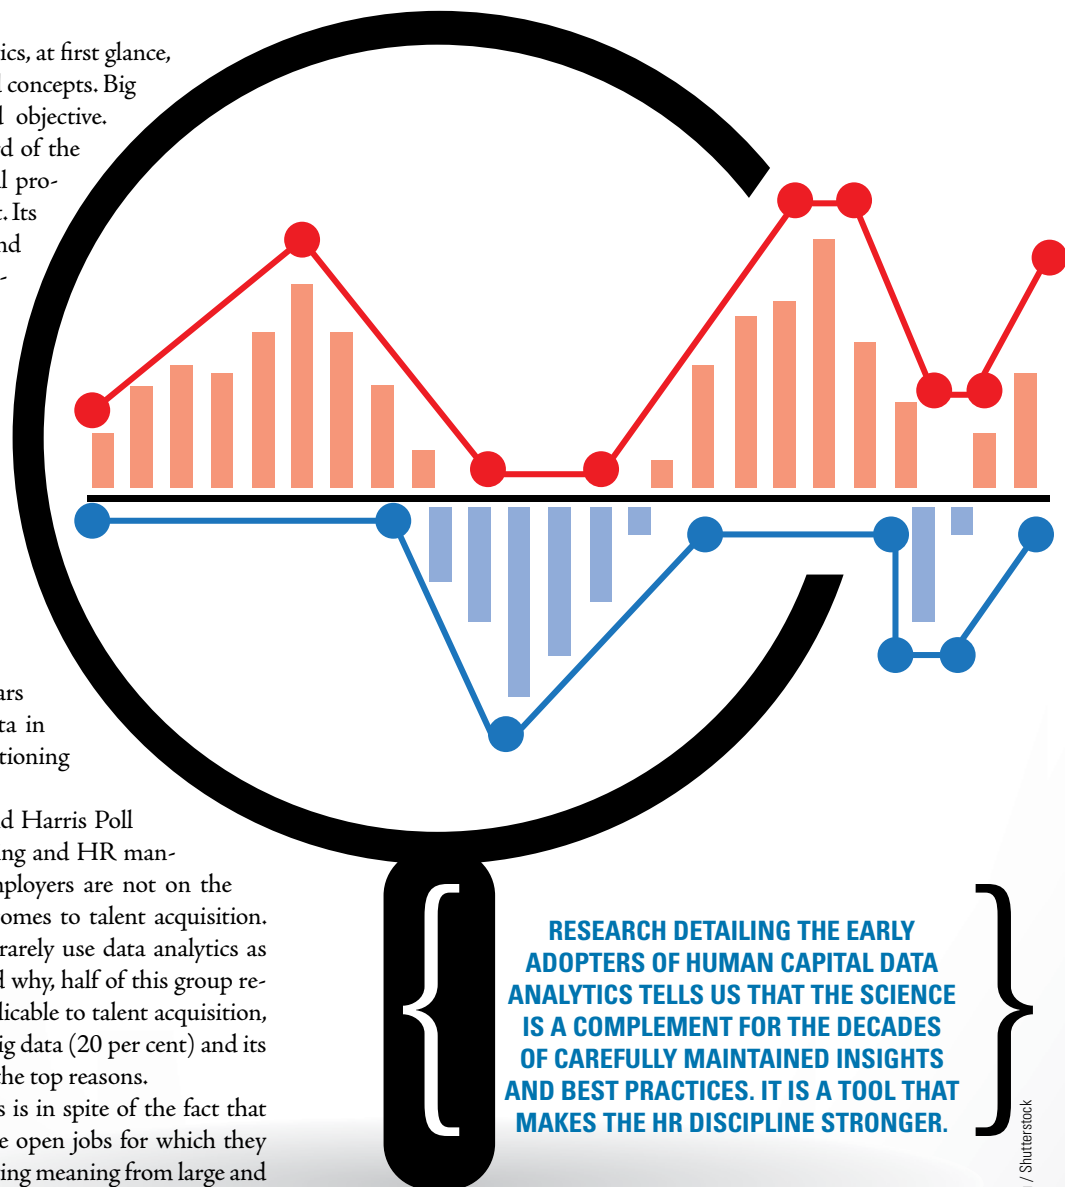 ics, at first glance,
concepts. Big
objective.
rd of the
l pro-
. Its
nd
-
ars
ta in
tioning
d Harris Poll
ing and HR man-
mployers are not on the
omes to talent acquisition.
rarely use data analytics as
d why, half of this group re-
licable to talent acquisition,
ig data (20 per cent) and its
the top reasons.
s is in spite of the fact that
e open jobs for which they
ing meaning from large and
{ RESEARCH DETAILING THE EARLY
ADOPTERS OF HUMAN CAPITAL DATA
ANALYTICS TELLS US THAT THE SCIENCE
IS A COMPLEMENT FOR THE DECADES
OF CAREFULLY MAINTAINED INSIGHTS
AND BEST PRACTICES. IT IS A TOOL THAT
MAKES THE HR DISCIPLINE STRONGER. }
/ Shutterstock